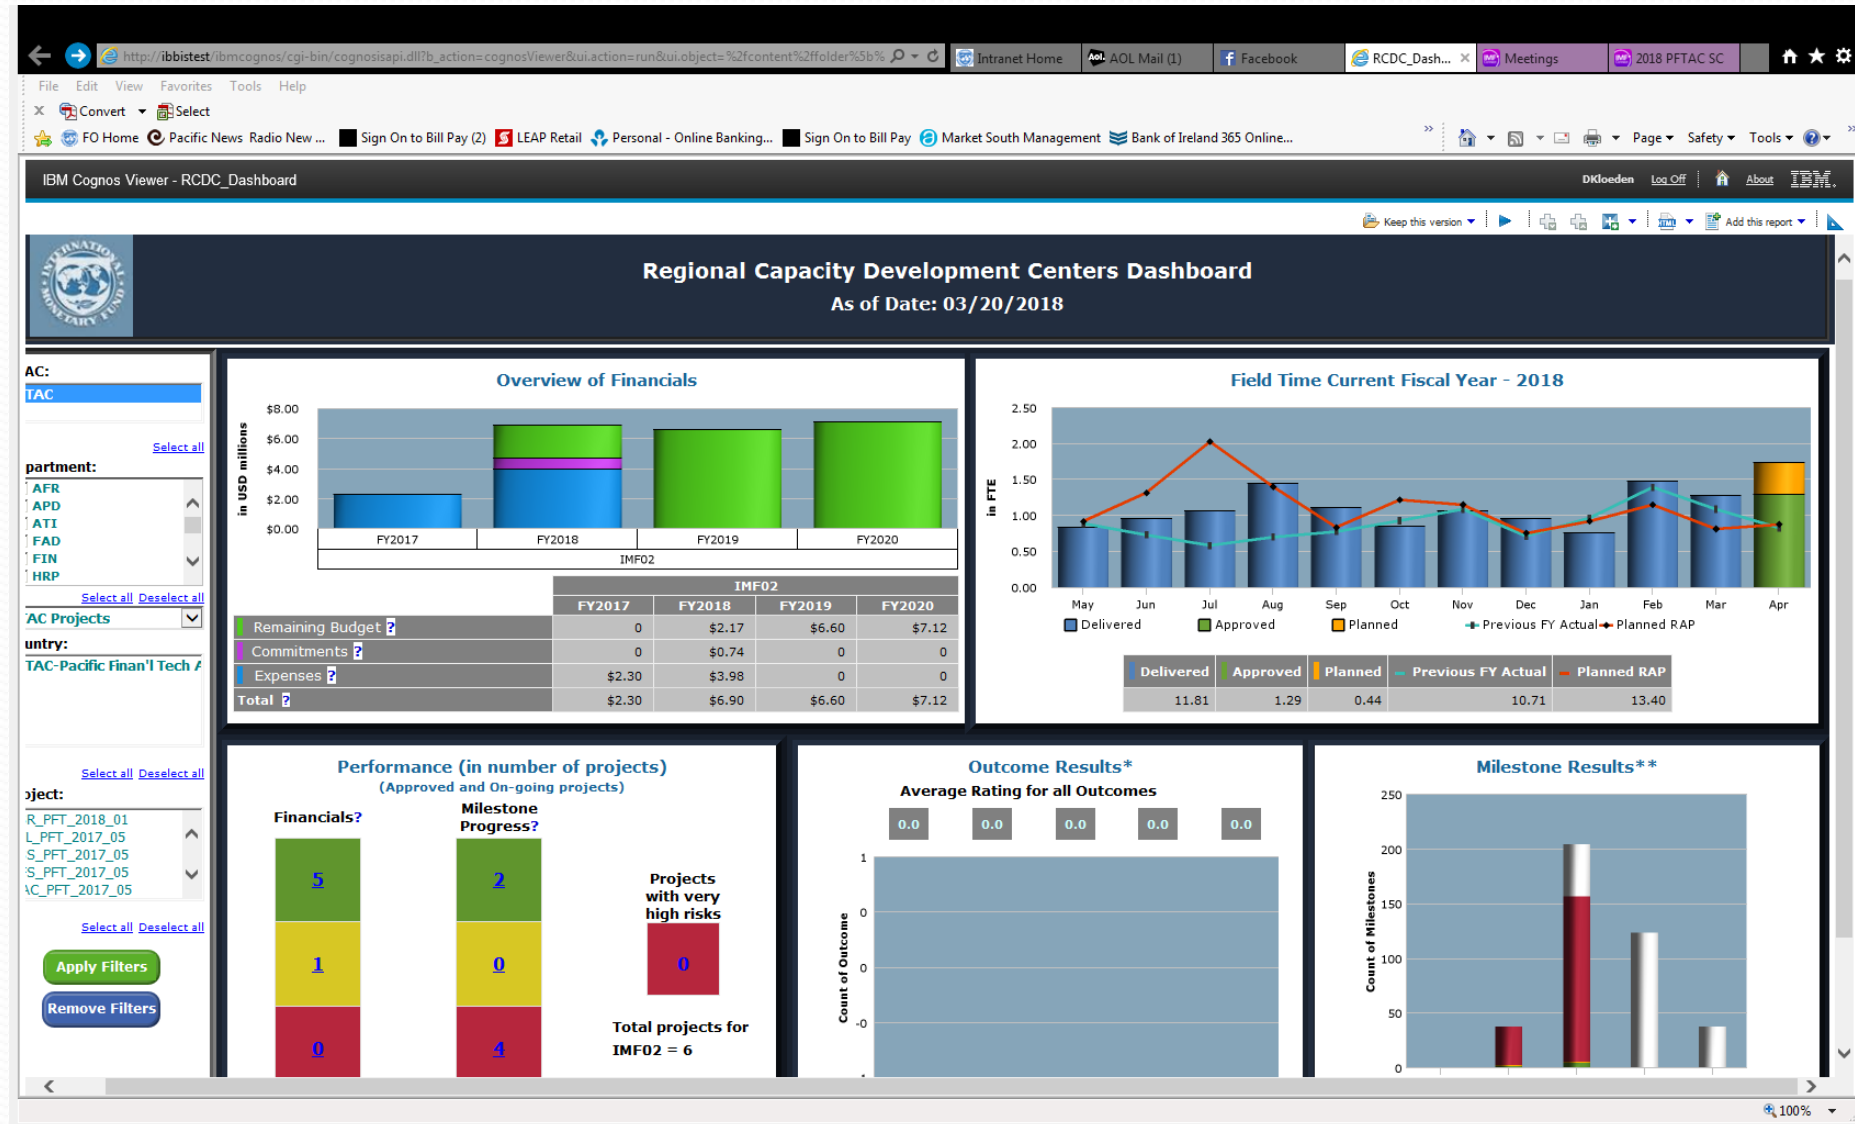 http://ibbistest/ibmcognos/cgi-bin/cognosisapi.dll?b_action=cognosViewer&ui.action=run&ui.object=%2fcontent%2ffolder%5b%
Intranet Home
AOL Mail (1)
Facebook
RCDC_Dash...
Meetings
2018 PFTAC SC
File Edit View Favorites Tools Help
x Convert Select
FO Home Pacific News Radio New ... Sign On to Bill Pay (2) LEAP Retail Personal - Online Banking... Sign On to Bill Pay Market South Management Bank of Ireland 365 Online... » Page Safety Tools »
IBM Cognos Viewer - RCDC_Dashboard
DKloeden Log Off About IBM.
Keep this version Add this report
INTERNATIONAL MONETARY FUND
Regional Capacity Development Centers Dashboard
As of Date: 03/20/2018
AC:
TAC
Select all
partment:
AFR
APD
ATI
FAD
FIN
HRP
Select all Deselect all
AC Projects
untry:
TAC-Pacific Finan'l Tech A
Select all Deselect all
oject:
R_PFT_2018_01
L_PFT_2017_05
S_PFT_2017_05
S_PFT_2017_05
AC_PFT_2017_05
Select all Deselect all
Apply Filters
Remove Filters
Overview of Financials
in USD millions
$8.00
$6.00
$4.00
$2.00
$0.00
FY2017 FY2018 FY2019 FY2020
IMF02
IMF02
FY2017 FY2018 FY2019 FY2020
Remaining Budget ? 0 $2.17 $6.60 $7.12
Commitments ? 0 $0.74 0 0
Expenses ? $2.30 $3.98 0 0
Total ? $2.30 $6.90 $6.60 $7.12
Field Time Current Fiscal Year - 2018
in FTE
2.50
2.00
1.50
1.00
0.50
0.00
May Jun Jul Aug Sep Oct Nov Dec Jan Feb Mar Apr
Delivered Approved Planned Previous FY Actual Planned RAP
Delivered Approved Planned Previous FY Actual Planned RAP
11.81 1.29 0.44 10.71 13.40
Performance (in number of projects)
(Approved and On-going projects)
Financials?
Milestone
Progress?
5 2
1 0
0 4
Projects
with very
high risks
0
Total projects for
IMF02 = 6
Outcome Results*
Average Rating for all Outcomes
0.0 0.0 0.0 0.0 0.0
Count of Outcome
1
0
0
-0
Milestone Results**
Count of Milestones
250
200
150
100
50
0
100%